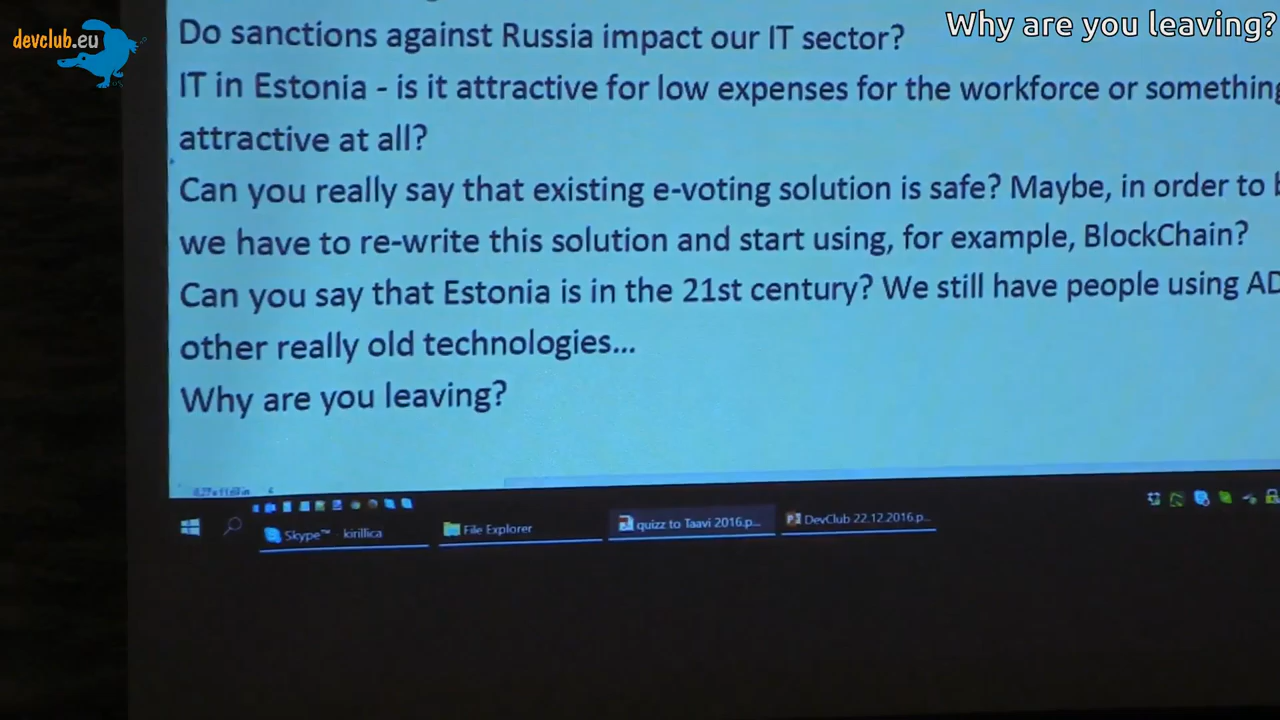 devclub.eu
Why are you leaving?
Do sanctions against Russia impact our IT sector?
IT in Estonia - is it attractive for low expenses for the workforce or something
attractive at all?
Can you really say that existing e-voting solution is safe? Maybe, in order to
we have to re-write this solution and start using, for example, BlockChain?
Can you say that Estonia is in the 21st century? We still have people using
other really old technologies...
Why are you leaving?
Skype™ - kirillica
File Explorer
quizz to Taavi 2016.p...
DevClub 22.12.2016.p...